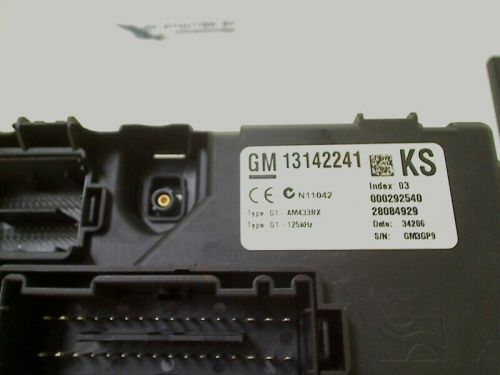 GM 13142241 KS
CE N11042 Index: 03
000292540
Type G1-AM433RX 28084929
Type G1-125kHz Date: 34206
S/N: GM3GP9